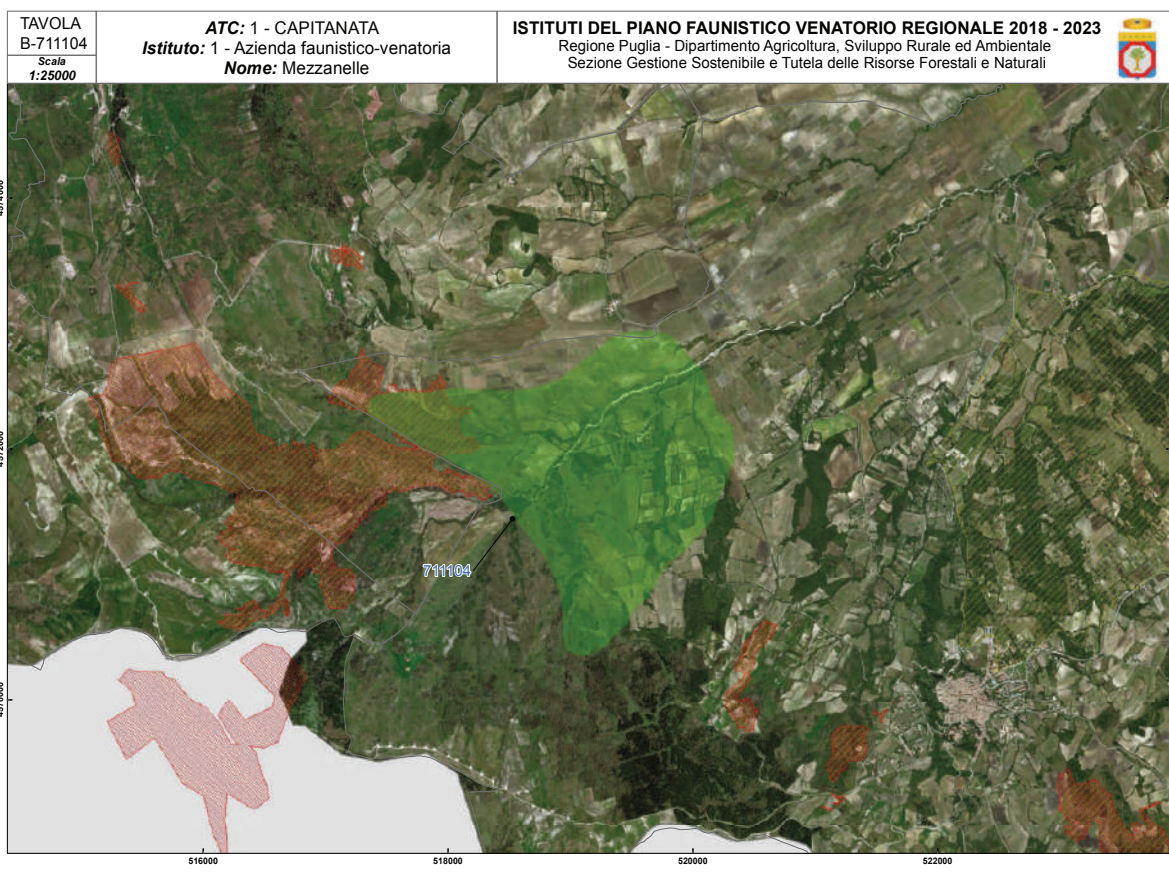 TAVOLA
B-711104
Scala
1:25000
ATC: 1 - CAPITANATA
Istituto: 1 - Azienda faunistico-venatoria
Nome: Mezzanelle
ISTITUTI DEL PIANO FAUNISTICO VENATORIO REGIONALE 2018 - 2023
Regione Puglia - Dipartimento Agricoltura, Sviluppo Rurale ed Ambientale
Sezione Gestione Sostenibile e Tutela delle Risorse Forestali e Naturali
711104
516000
518000
520000
522000